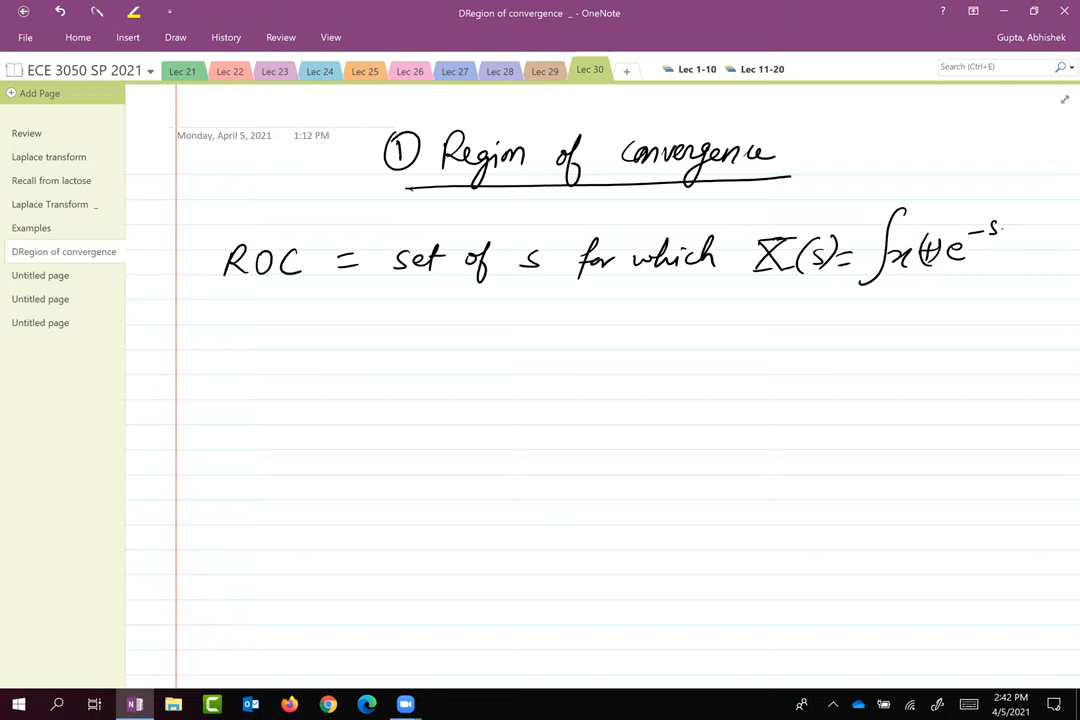 DRegion of convergence _ - OneNote
?
File Home Insert Draw History Review View
Gupta, Abhishek
ECE 3050 SP 2021
Lec 21 Lec 22 Lec 23 Lec 24 Lec 25 Lec 26 Lec 27 Lec 28 Lec 29 Lec 30 + Lec 1-10 Lec 11-20
Search (Ctrl+E)
Add Page
Review
Laplace transform
Recall from lactose
Laplace Transform _
Examples
DRegion of convergence
Untitled page
Untitled page
Untitled page
Monday, April 5, 2021 1:12 PM
① Region of convergence
ROC = set of s for which X(s)= ∫x(t)e^-s
2:42 PM
4/5/2021